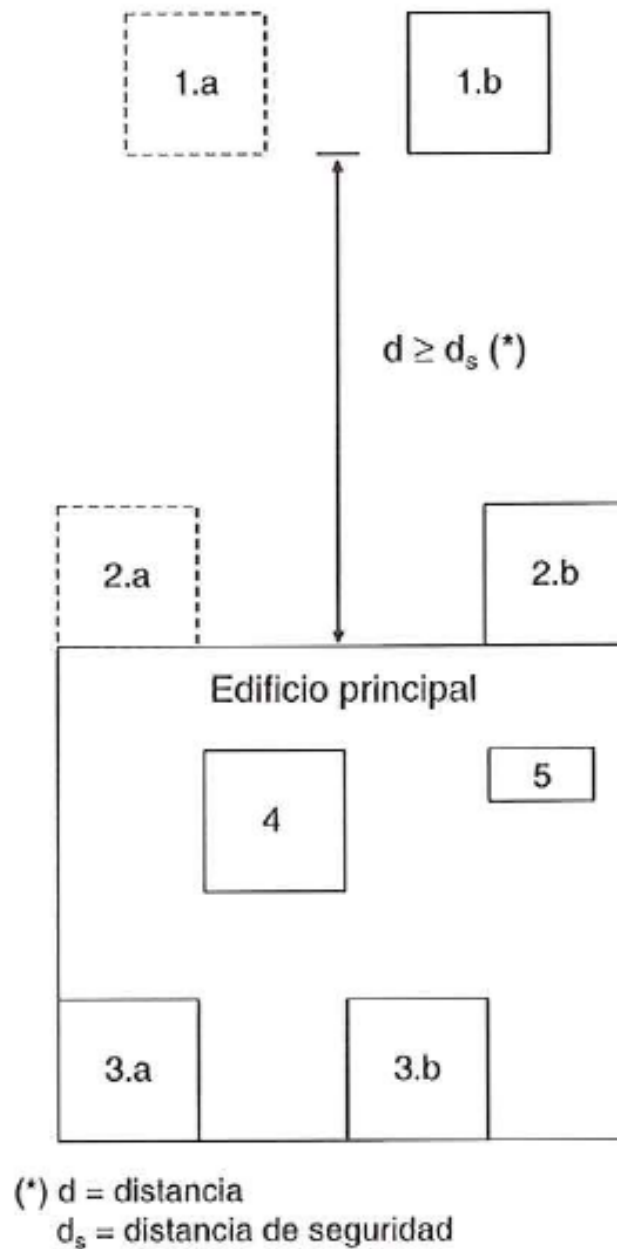 1.a
1.b
d ≥ ds (*)
2.a
2.b
Edificio principal
4
5
3.a
3.b
(*) d = distancia
ds = distancia de seguridad